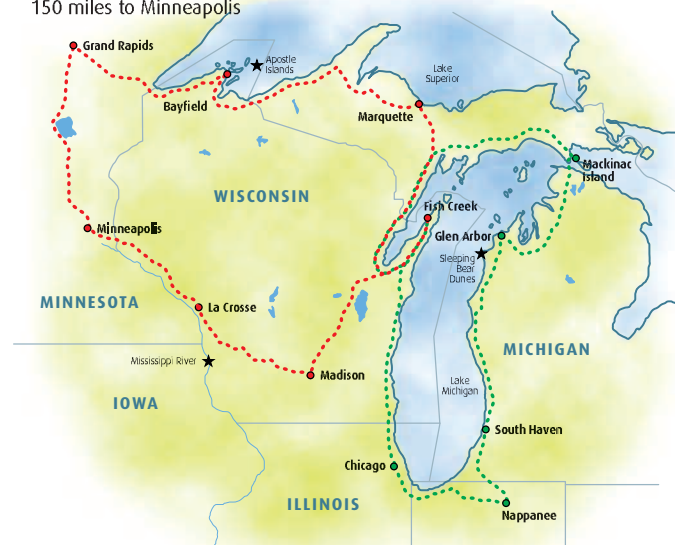 150 miles to Minneapolis
Grand Rapids
Apostle
Islands
Lake
Superior
Bayfield
Marquette
Mackinac
Island
WISCONSIN
Fish Creek
Minneapolis
Glen Arbor
Sleeping
Bear
Dunes
MINNESOTA
La Crosse
MICHIGAN
Mississippi River
Madison
Lake
Michigan
IOWA
South Haven
Chicago
ILLINOIS
Nappanee